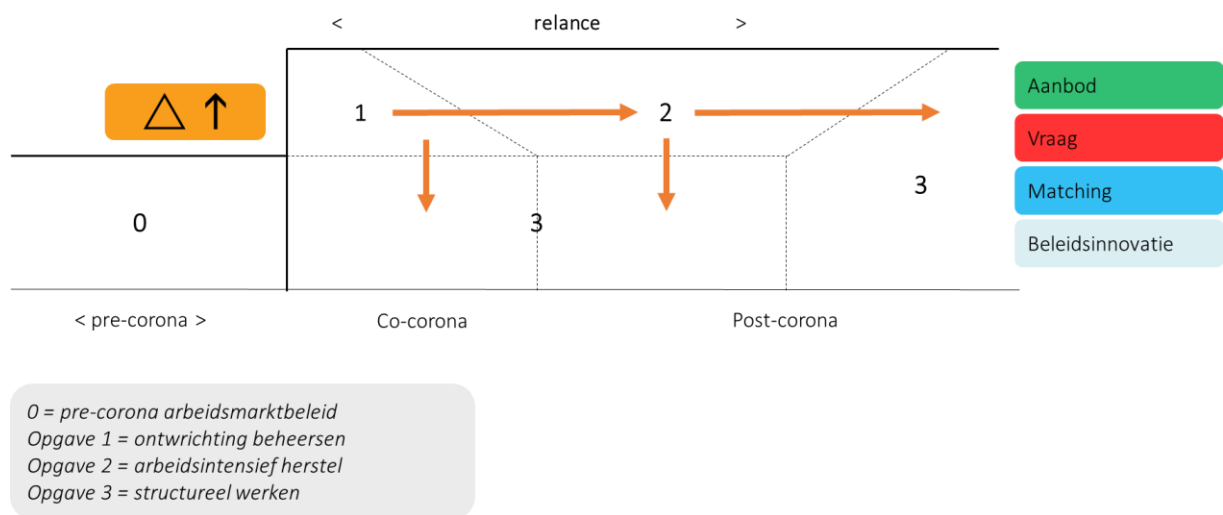 < relance >
1
2
3
0
3
Aanbod
Vraag
Matching
Beleidsinnovatie
< pre-corona >
Co-corona
Post-corona
0 = pre-corona arbeidsmarktbeleid
Opgave 1 = ontwrichting beheersen
Opgave 2 = arbeidsintensief herstel
Opgave 3 = structureel werken